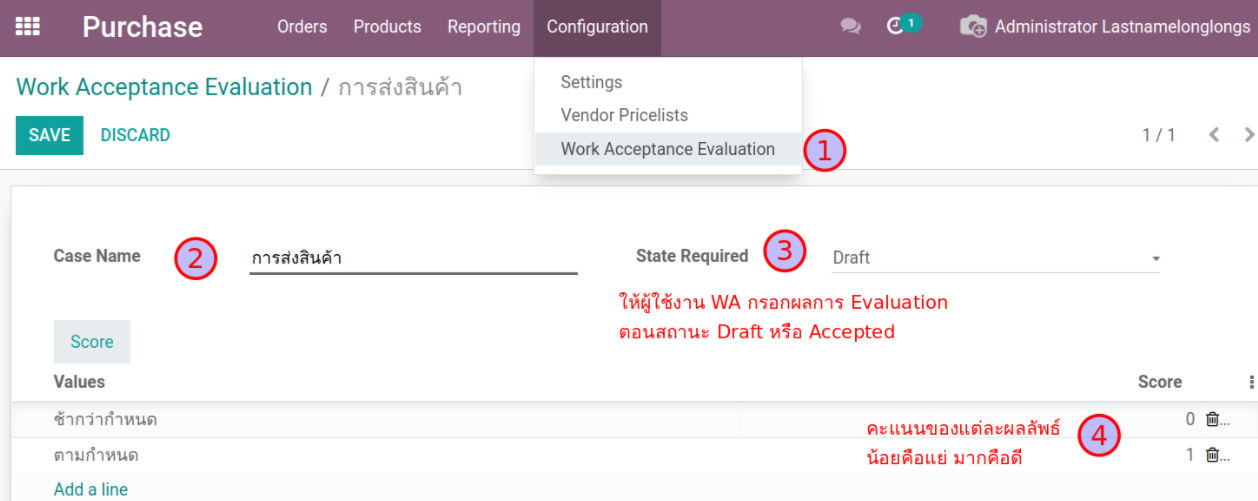 Purchase Orders Products Reporting Configuration 1 Administrator Lastnamelonglongs
Work Acceptance Evaluation / การส่งสินค้า
Settings
Vendor Pricelists
Work Acceptance Evaluation 1
SAVE DISCARD 1 / 1
Case Name 2 การส่งสินค้า State Required 3 Draft
ให้ผู้ใช้งาน WA กรอกผลการ Evaluation
ตอนสถานะ Draft หรือ Accepted
Score
Values Score
ช้ากว่ากำหนด 0 ...
คะแนนของแต่ละผลลัพธ์ 4
ตามกำหนด น้อยคือแย่ มากคือดี 1 ...
Add a line